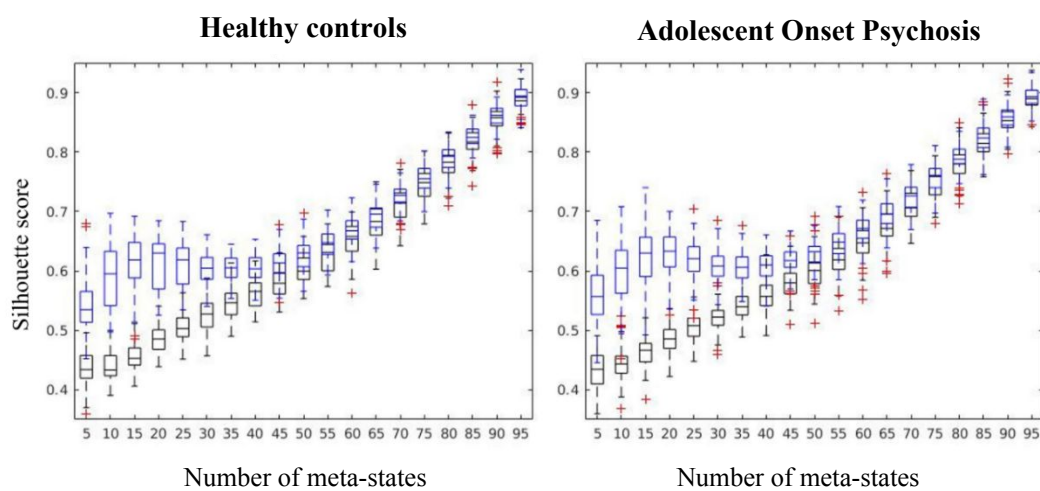 Healthy controls
Adolescent Onset Psychosis
Silhouette score
0.9
0.8
0.7
0.6
0.5
0.4
5 10 15 20 25 30 35 40 45 50 55 60 65 70 75 80 85 90 95
Number of meta-states
0.9
0.8
0.7
0.6
0.5
0.4
5 10 15 20 25 30 35 40 45 50 55 60 65 70 75 80 85 90 95
Number of meta-states